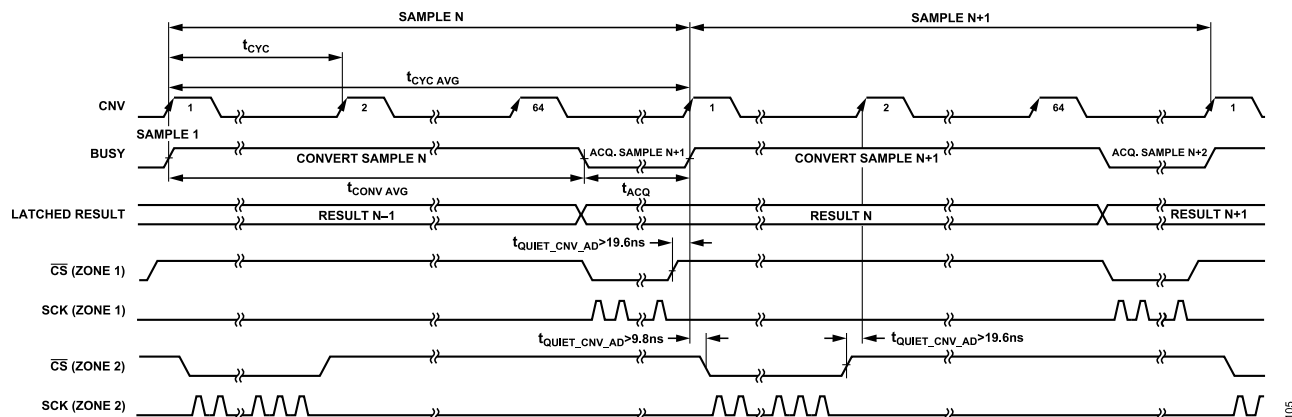 SAMPLE N SAMPLE N+1
tCYC
tCYC AVG
CNV 1 2 64 1 2 64 1
SAMPLE 1
BUSY CONVERT SAMPLE N ACQ. SAMPLE N+1 CONVERT SAMPLE N+1 ACQ. SAMPLE N+2
tCONV AVG tACQ
LATCHED RESULT RESULT N–1 RESULT N RESULT N+1
tQUIET_CNV_AD>19.6ns
CS (ZONE 1)
SCK (ZONE 1)
tQUIET_CNV_AD>9.8ns tQUIET_CNV_AD>19.6ns
CS (ZONE 2)
SCK (ZONE 2)
105